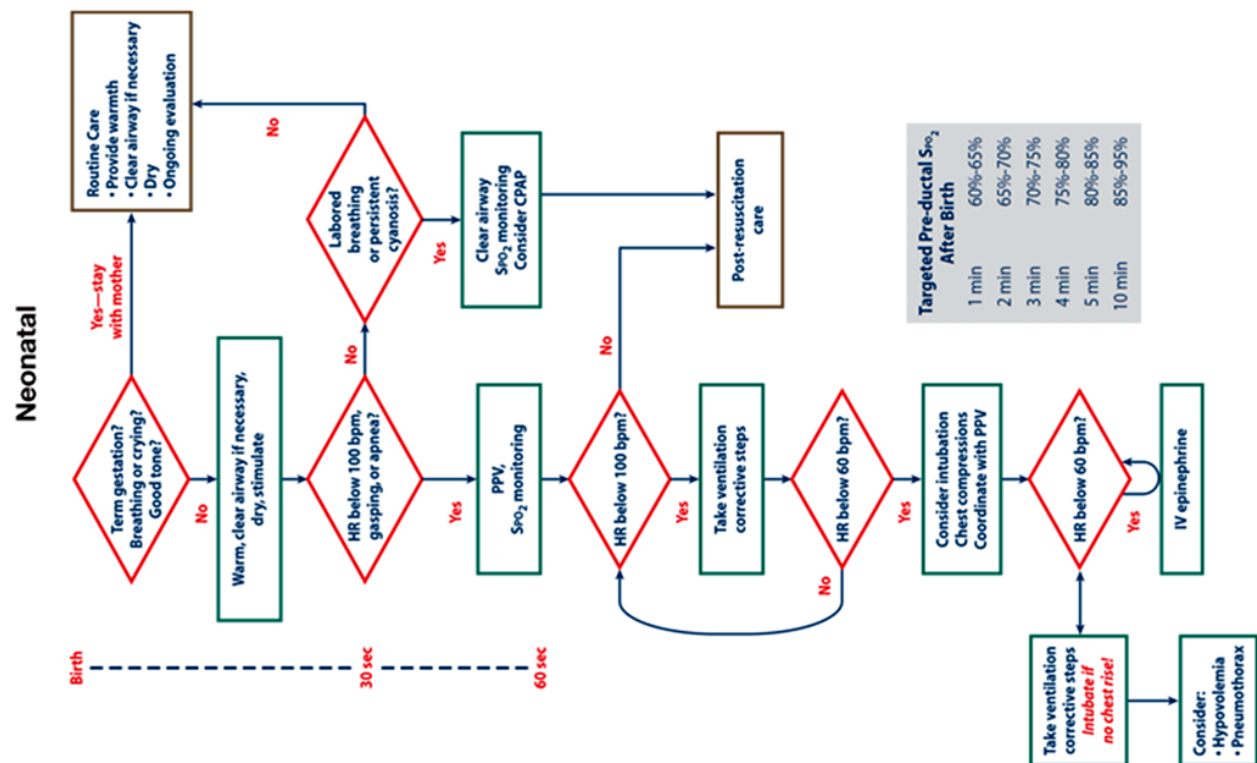 Neonatal
Birth
30 sec
60 sec
Term gestation?
Breathing or crying?
Good tone?
Yes—stay
with mother
Routine Care
• Provide warmth
• Clear airway if necessary
• Dry
• Ongoing evaluation
No
Warm, clear airway if necessary,
dry, stimulate
HR below 100 bpm,
gasping, or apnea?
No
Labored
breathing
or persistent
cyanosis?
No
Yes
Yes
PPV,
SPO2 monitoring
Clear airway
SPO2 monitoring
Consider CPAP
HR below 100 bpm?
No
Post-resuscitation
care
Yes
Take ventilation
corrective steps
HR below 60 bpm?
No
Yes
Consider intubation
Chest compressions
Coordinate with PPV
HR below 60 bpm?
Yes
IV epinephrine
Take ventilation
corrective steps
Intubate if
no chest rise!
Consider:
• Hypovolemia
• Pneumothorax
Targeted Pre-ductal SPO2
After Birth
1 min 60%-65%
2 min 65%-70%
3 min 70%-75%
4 min 75%-80%
5 min 80%-85%
10 min 85%-95%